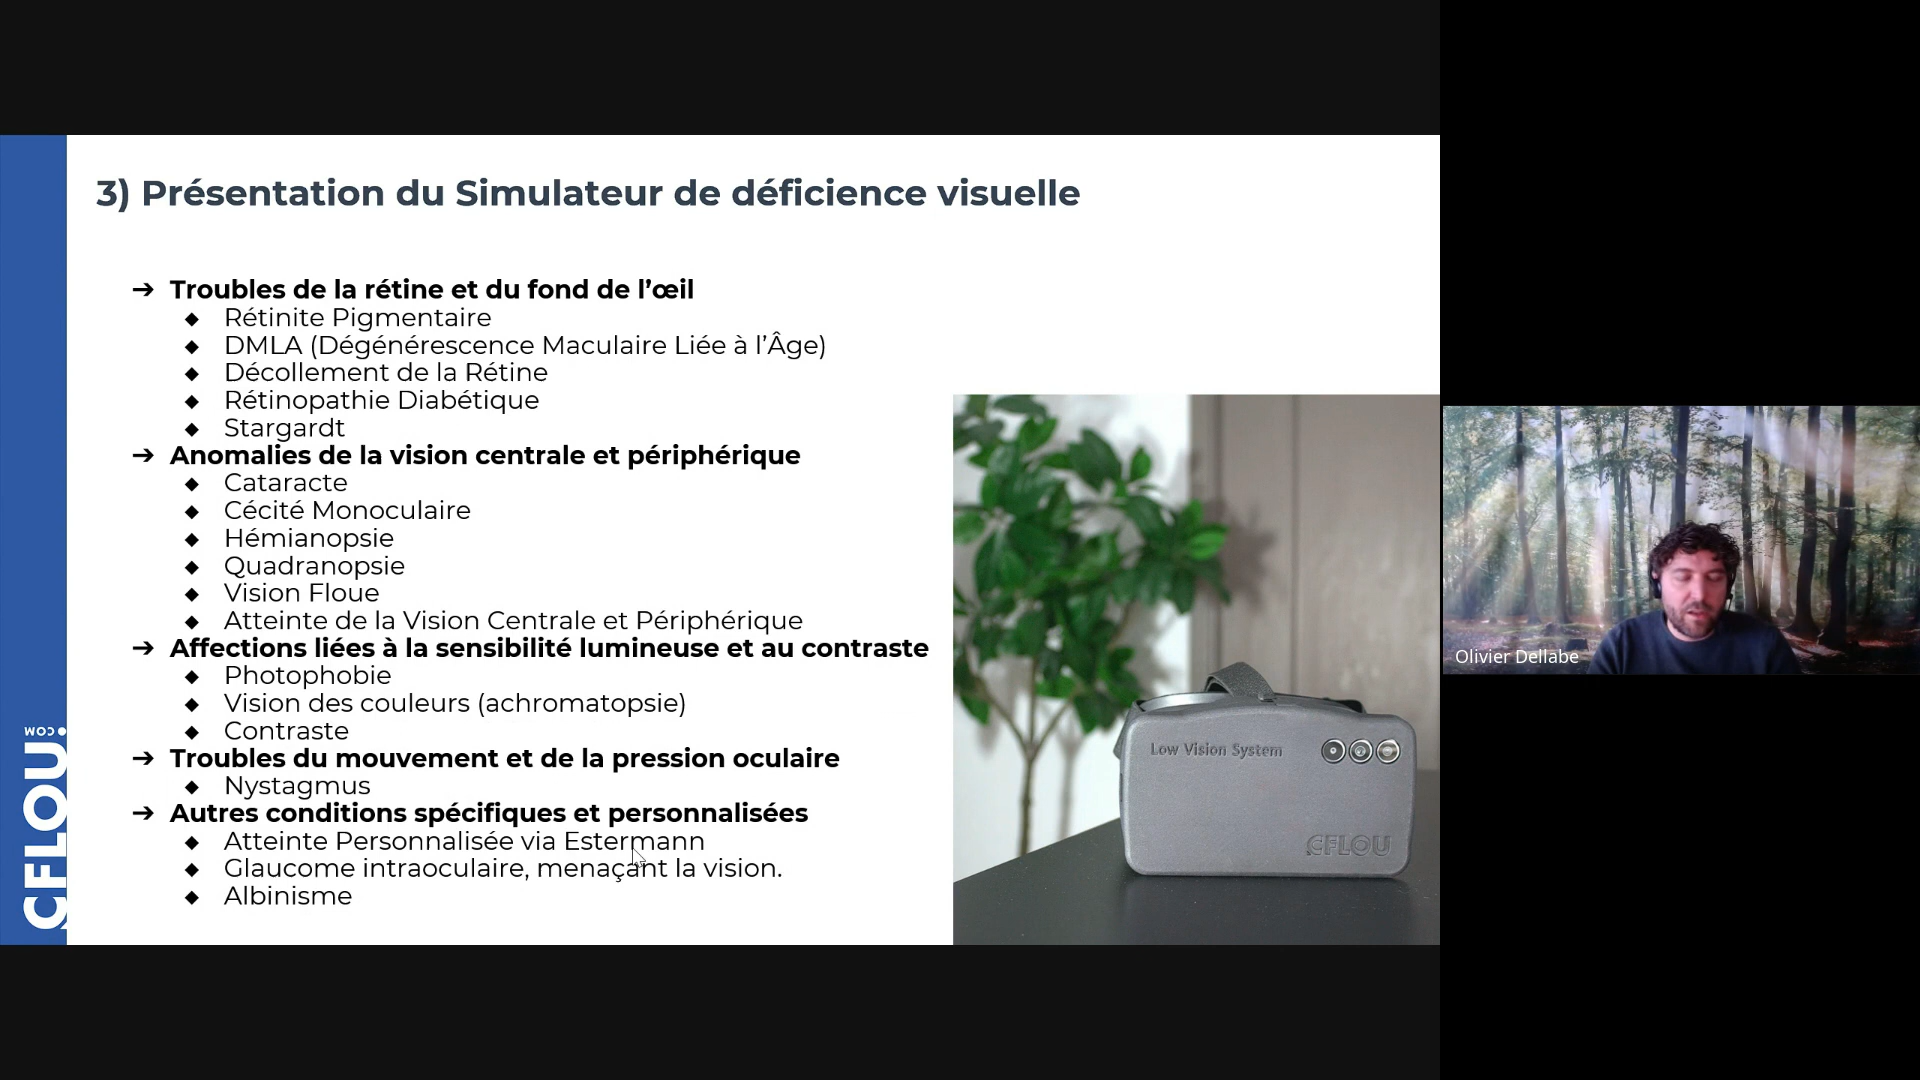 3) Présentation du Simulateur de déficience visuelle
➔ Troubles de la rétine et du fond de l’œil
◆ Rétinite Pigmentaire
◆ DMLA (Dégénérescence Maculaire Liée à l’Âge)
◆ Décollement de la Rétine
◆ Rétinopathie Diabétique
◆ Stargardt
➔ Anomalies de la vision centrale et périphérique
◆ Cataracte
◆ Cécité Monoculaire
◆ Hémianopsie
◆ Quadranopsie
◆ Vision Floue
◆ Atteinte de la Vision Centrale et Périphérique
➔ Affections liées à la sensibilité lumineuse et au contraste
◆ Photophobie
◆ Vision des couleurs (achromatopsie)
◆ Contraste
➔ Troubles du mouvement et de la pression oculaire
◆ Nystagmus
➔ Autres conditions spécifiques et personnalisées
◆ Atteinte Personnalisée via Estermann
◆ Glaucome intraoculaire, menaçant la vision.
◆ Albinisme
ÇFLOU.COM
Low Vision System
ÇFLOU
Olivier Dellabe